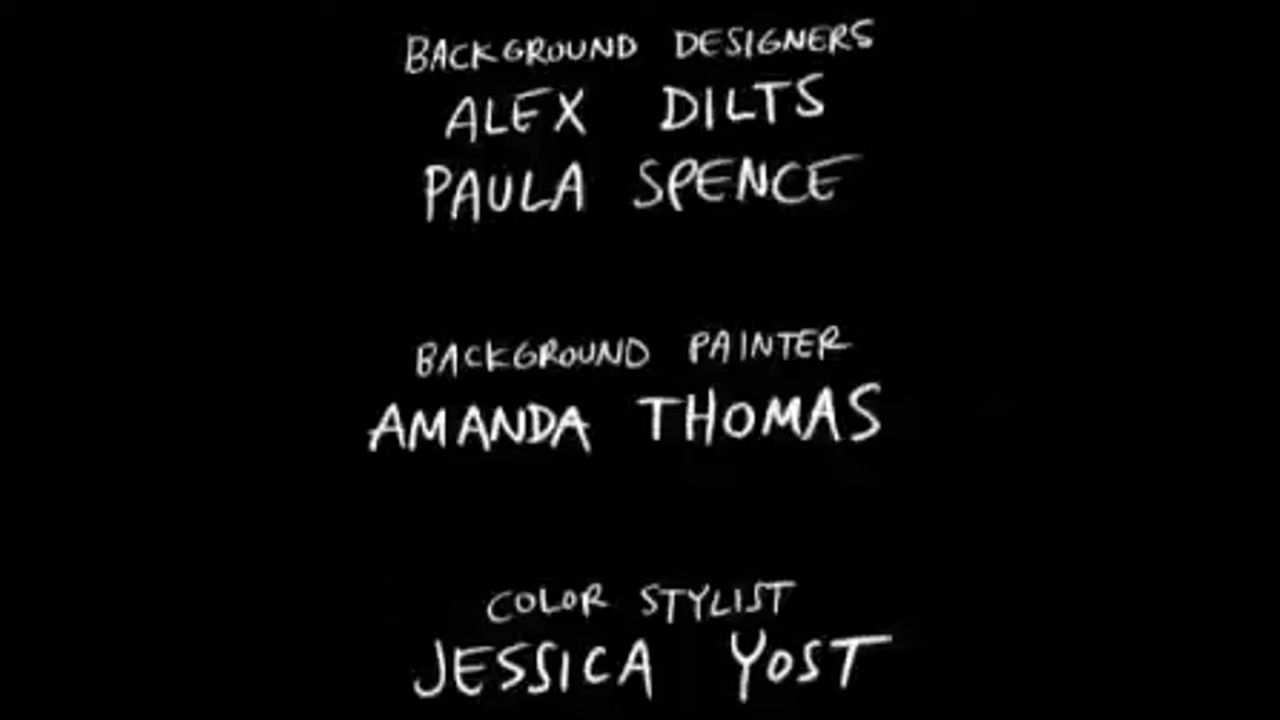 BACKGROUND DESIGNERS
ALEX DILTS
PAULA SPENCE
BACKGROUND PAINTER
AMANDA THOMAS
COLOR STYLIST
JESSICA YOST